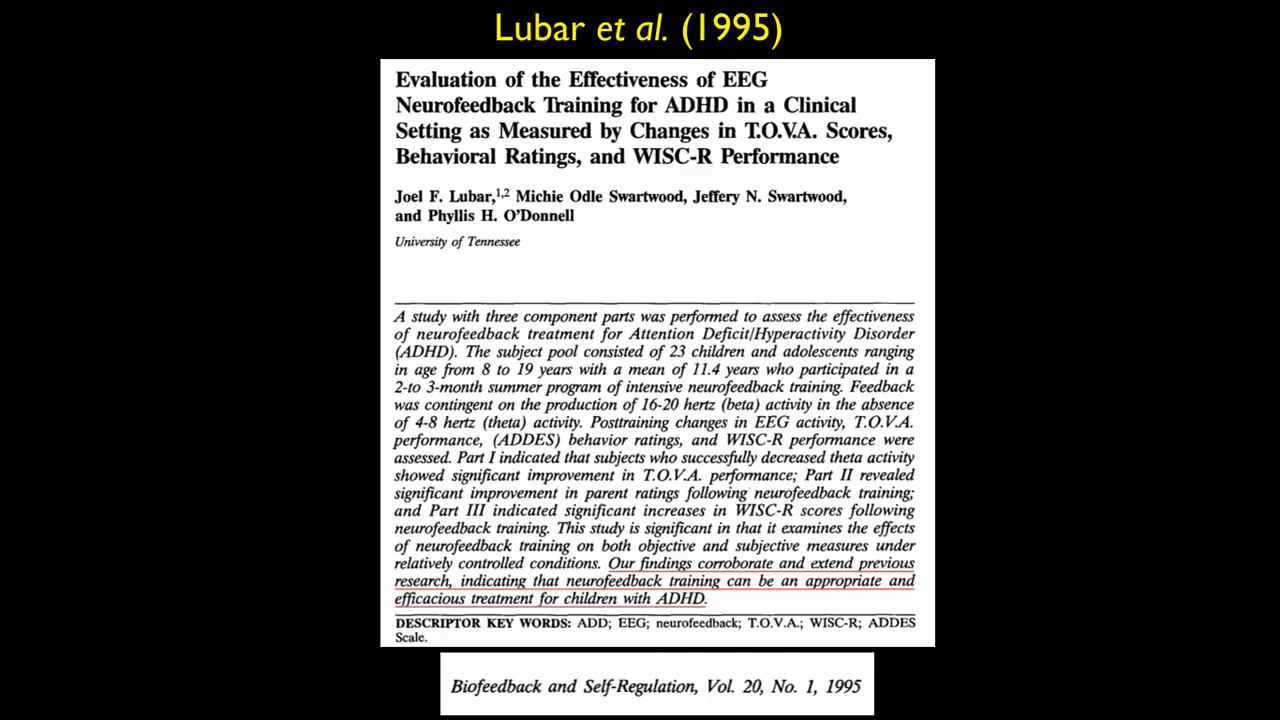 Lubar et al. (1995)
Evaluation of the Effectiveness of EEG
Neurofeedback Training for ADHD in a Clinical
Setting as Measured by Changes in T.O.V.A. Scores,
Behavioral Ratings, and WISC-R Performance
Joel F. Lubar,1,2 Michie Odle Swartwood, Jeffery N. Swartwood,
and Phyllis H. O'Donnell
University of Tennessee
A study with three component parts was performed to assess the effectiveness
of neurofeedback treatment for Attention Deficit/Hyperactivity Disorder
(ADHD). The subject pool consisted of 23 children and adolescents ranging
in age from 8 to 19 years with a mean of 11.4 years who participated in a
2-to 3-month summer program of intensive neurofeedback training. Feedback
was contingent on the production of 16-20 hertz (beta) activity in the absence
of 4-8 hertz (theta) activity. Posttraining changes in EEG activity, T.O.V.A.
performance, (ADDES) behavior ratings, and WISC-R performance were
assessed. Part I indicated that subjects who successfully decreased theta activity
showed significant improvement in T.O.V.A. performance; Part II revealed
significant improvement in parent ratings following neurofeedback training;
and Part III indicated significant increases in WISC-R scores following
neurofeedback training. This study is significant in that it examines the effects
of neurofeedback training on both objective and subjective measures under
relatively controlled conditions. Our findings corroborate and extend previous
research, indicating that neurofeedback training can be an appropriate and
efficacious treatment for children with ADHD.
DESCRIPTOR KEY WORDS: ADD; EEG; neurofeedback; T.O.V.A.; WISC-R; ADDES
Scale.
Biofeedback and Self-Regulation, Vol. 20, No. 1, 1995